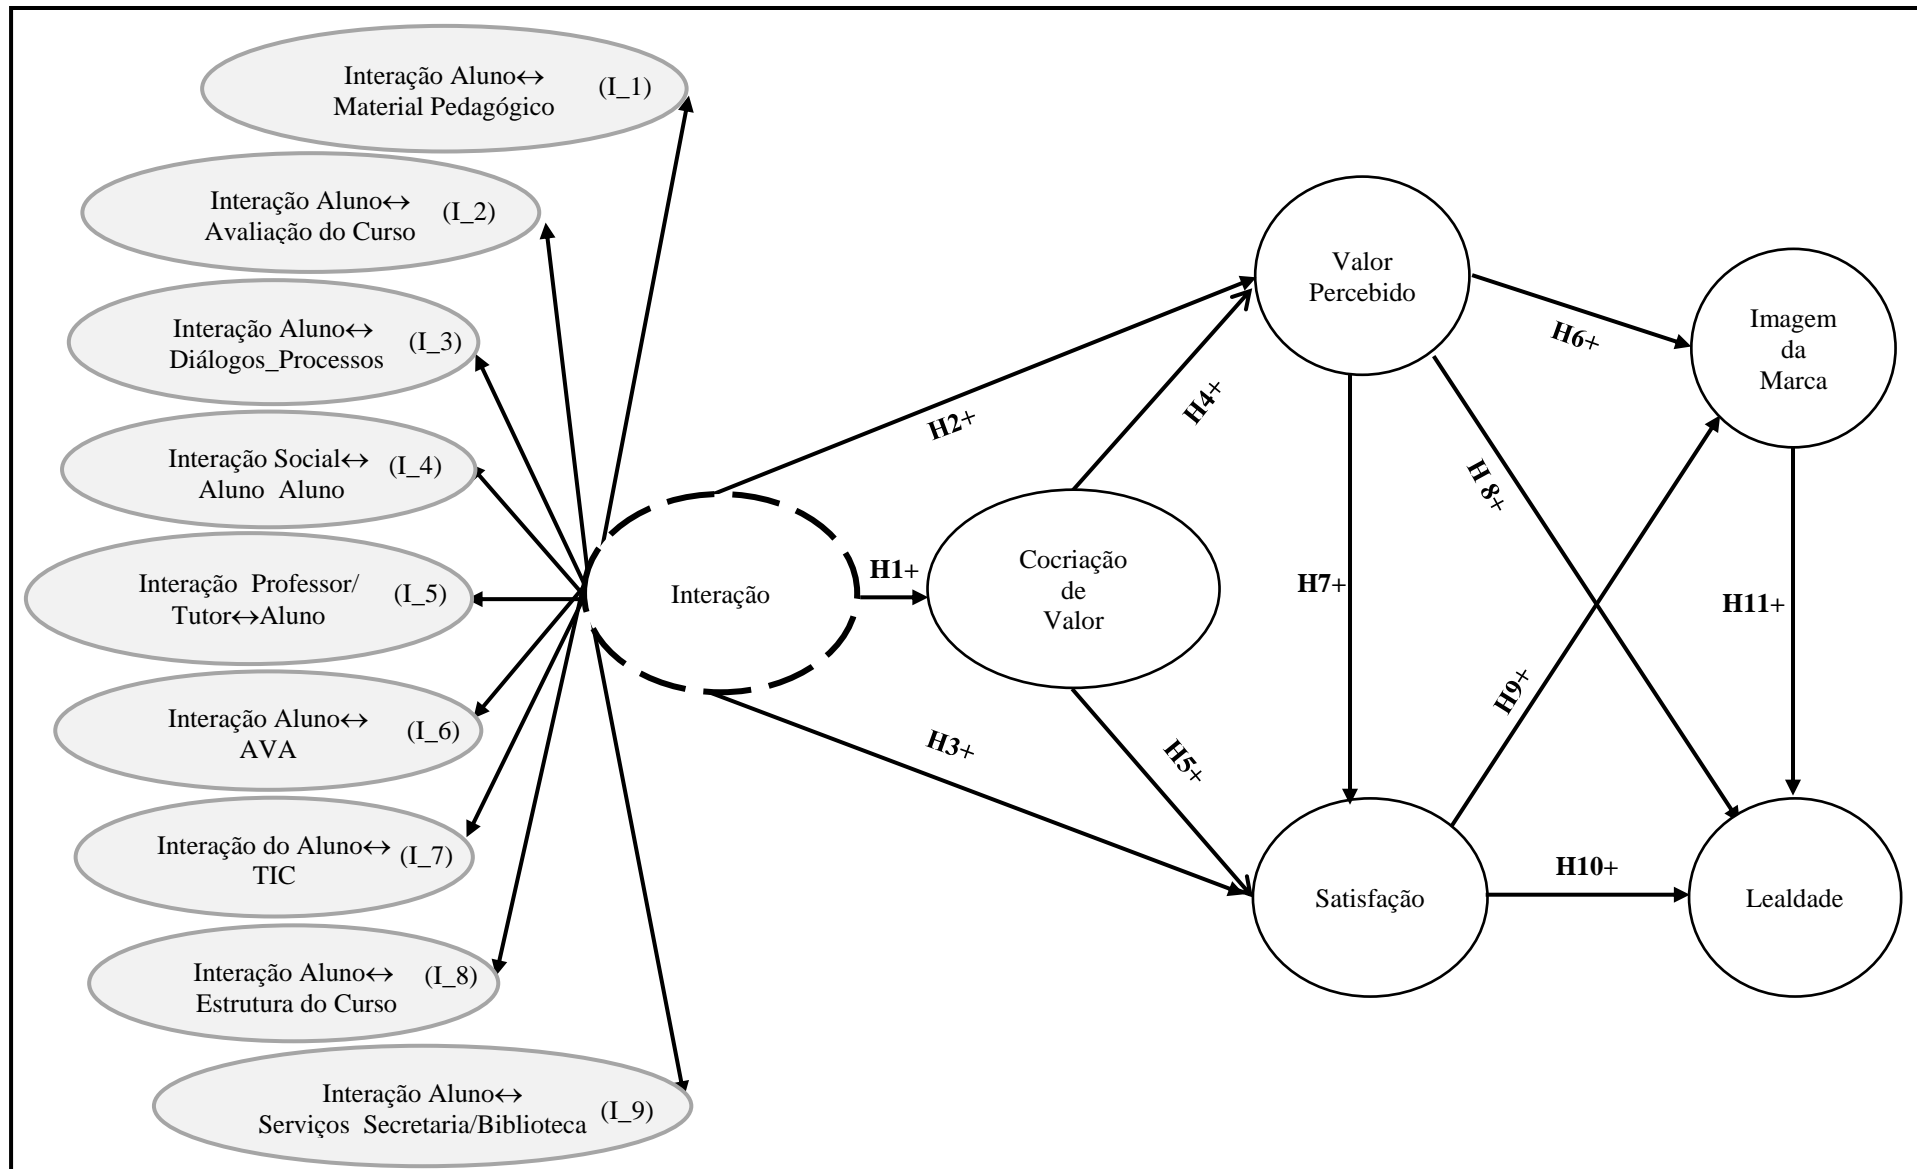 Interação Aluno↔
Material Pedagógico
(I_1)
Interação Aluno↔
Avaliação do Curso
(I_2)
Interação Aluno↔
Diálogos_Processos
(I_3)
Interação Social↔
Aluno Aluno
(I_4)
Interação Professor/
Tutor↔Aluno
(I_5)
Interação Aluno↔
AVA
(I_6)
Interação do Aluno↔
TIC
(I_7)
Interação Aluno↔
Estrutura do Curso
(I_8)
Interação Aluno↔
Serviços Secretaria/Biblioteca
(I_9)
Interação
H1+
H2+
H3+
Cocriação
de
Valor
H4+
H5+
Valor
Percebido
H6+
H7+
H 8+
H9+
Satisfação
H10+
Imagem
da
Marca
H11+
Lealdade